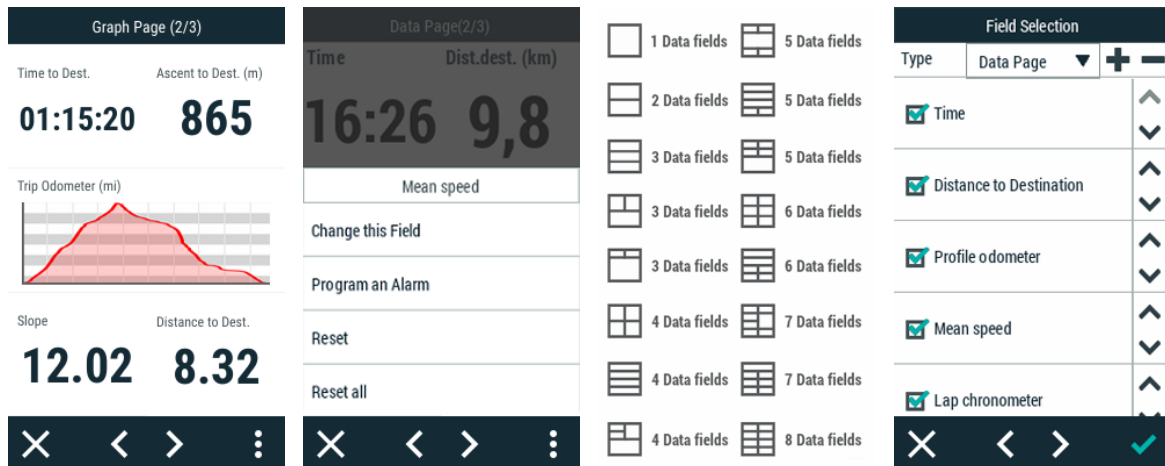 Graph Page (2/3)
Time to Dest. Ascent to Dest. (m)
01:15:20 865
Trip Odometer (mi)
Slope Distance to Dest.
12.02 8.32
Data Page(2/3)
Time Dist.dest. (km)
16:26 9,8
Mean speed
Change this Field
Program an Alarm
Reset
Reset all
1 Data fields 5 Data fields
2 Data fields 5 Data fields
3 Data fields 5 Data fields
3 Data fields 6 Data fields
3 Data fields 6 Data fields
4 Data fields 7 Data fields
4 Data fields 7 Data fields
4 Data fields 8 Data fields
Field Selection
Type Data Page
Time
Distance to Destination
Profile odometer
Mean speed
Lap chronometer